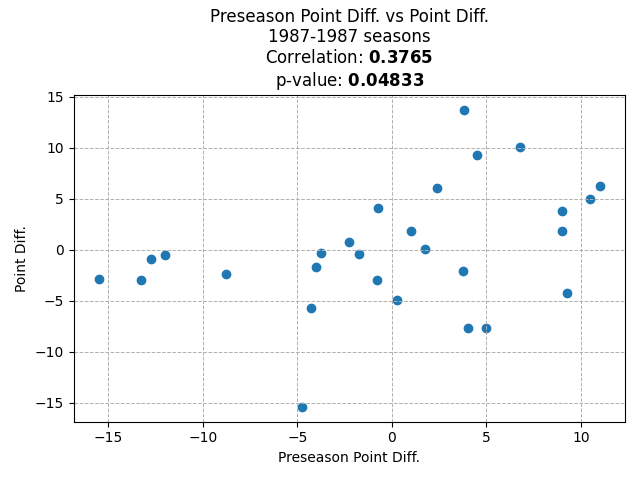 Preseason Point Diff. vs Point Diff.
1987-1987 seasons
Correlation: 0.3765
p-value: 0.04833
15
10
5
0
−5
−10
−15
Point Diff.
−15 −10 −5 0 5 10
Preseason Point Diff.